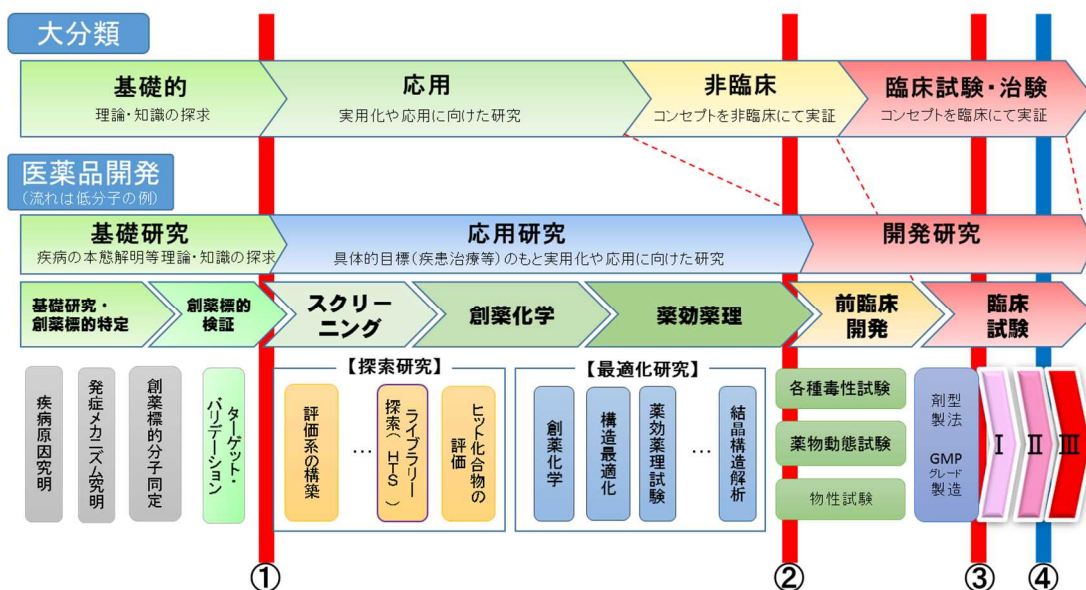 大分類
基礎的
理論・知識の探求
応用
実用化や応用に向けた研究
非臨床
コンセプトを非臨床にて実証
臨床試験・治験
コンセプトを臨床にて実証
医薬品開発
(流れは低分子の例)
基礎研究
疾病の本態解明等理論・知識の探求
応用研究
具体的目標(疾患治療等)のもと実用化や応用に向けた研究
開発研究
基礎研究・
創薬標的特定
創薬標的
検証
スクリー
ニング
創薬化学
薬効薬理
前臨床
開発
臨床
試験
疾病原因究明
発症メカニズム究明
創薬標的分子同定
ターゲット・
バリデーション
【探索研究】
評価系の構築
ライブラリー
探索(HTS)
…
ヒット化合物の
評価
【最適化研究】
創薬化学
構造最適化
薬効薬理試験
…
結晶構造解析
各種毒性試験
薬物動態試験
物性試験
剤型
製法
GMP
グレード
製造
Ⅰ
Ⅱ
Ⅲ
①
②
③
④